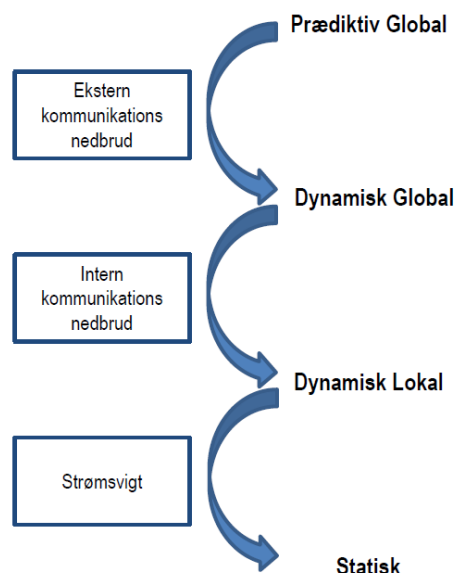 Prædiktiv Global
Ekstern
kommunikations
nedbrud
Dynamisk Global
Intern
kommunikations
nedbrud
Dynamisk Lokal
Strømsvigt
Statisk